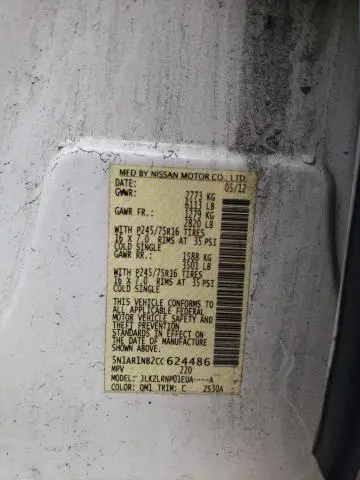 MFD BY NISSAN MOTOR CO., LTD.
DATE: 05/12
GVWR: 2773 KG
6113 LB
GAWR FR.: 1279 KG
2820 LB
WITH P245/75R16 TIRES
16 X 7.0 RIMS AT 35 PSI
COLD SINGLE
GAWR RR.: 1588 KG
3501 LB
WITH P245/75R16 TIRES
16 X 7.0 RIMS AT 35 PSI
COLD SINGLE
THIS VEHICLE CONFORMS TO ALL
APPLICABLE FEDERAL MOTOR
VEHICLE SAFETY STANDARDS IN
EFFECT ON THE DATE OF
MANUFACTURE SHOWN ABOVE.
5N1AR1NB2CC624486
MPV 220
MODEL: JLKZLRNP01EUA----A
COLOR: QM1 TRIM: C ZS30A